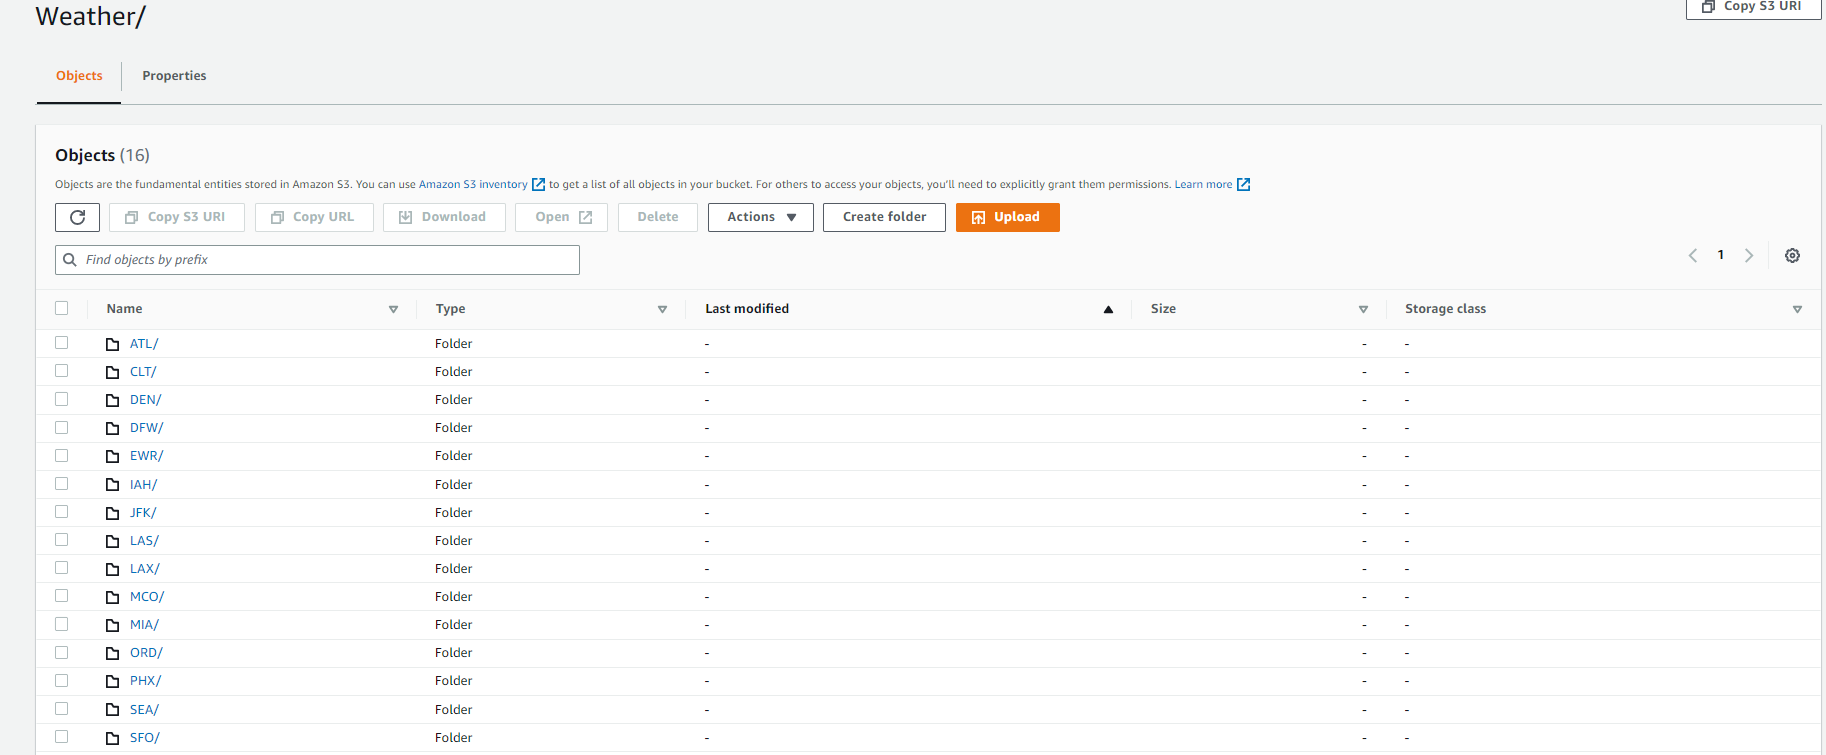 Weather/
Copy S3 URI
Objects Properties
Objects (16)
Objects are the fundamental entities stored in Amazon S3. You can use Amazon S3 inventory to get a list of all objects in your bucket. For others to access your objects, you'll need to explicitly grant them permissions. Learn more
Copy S3 URI Copy URL Download Open Delete Actions Create folder Upload
Find objects by prefix
1
Name Type Last modified Size Storage class
ATL/ Folder - - -
CLT/ Folder - - -
DEN/ Folder - - -
DFW/ Folder - - -
EWR/ Folder - - -
IAH/ Folder - - -
JFK/ Folder - - -
LAS/ Folder - - -
LAX/ Folder - - -
MCO/ Folder - - -
MIA/ Folder - - -
ORD/ Folder - - -
PHX/ Folder - - -
SEA/ Folder - - -
SFO/ Folder - - -